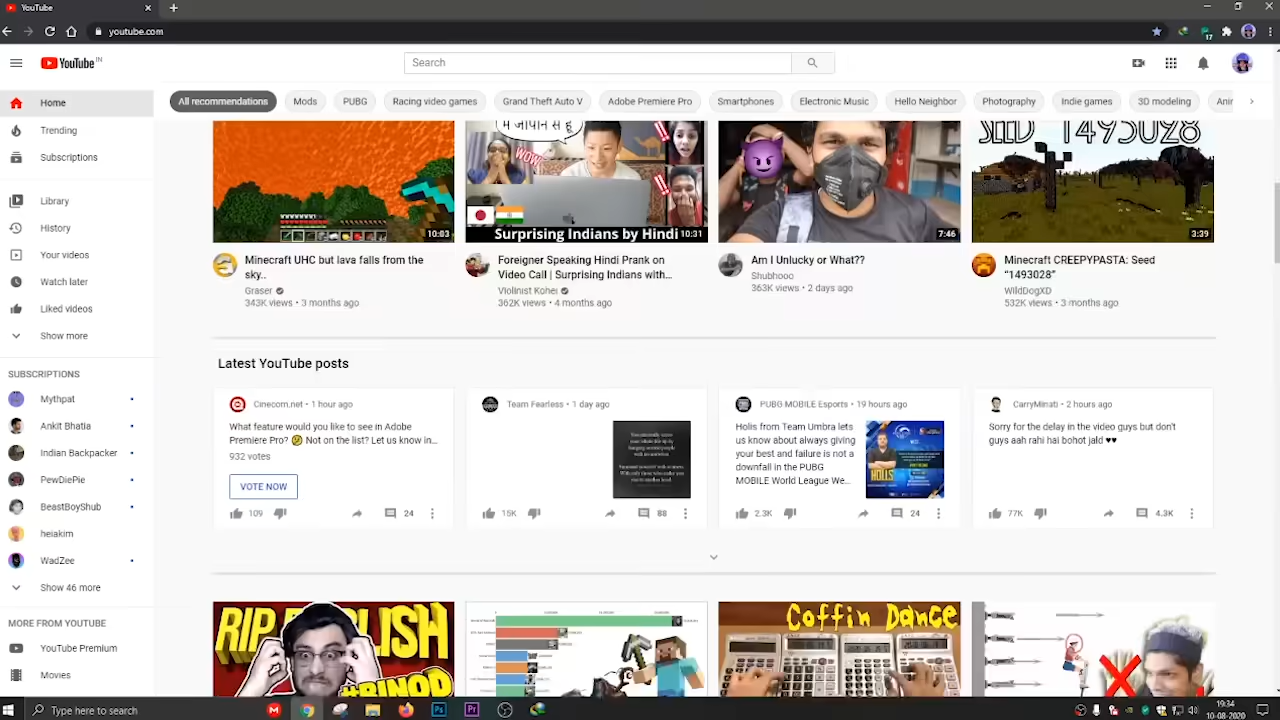 YouTube
youtube.com
17
YouTube IN
Search
Home
Trending
Subscriptions
Library
History
Your videos
Watch later
Liked videos
Show more
SUBSCRIPTIONS
Mythpat
Ankit Bhatia
Indian Backpacker
PewDiePie
BeastBoyShub
heiakim
WadZee
Show 46 more
MORE FROM YOUTUBE
YouTube Premium
Movies
All recommendations
Mods
PUBG
Racing video games
Grand Theft Auto V
Adobe Premiere Pro
Smartphones
Electronic Music
Hello Neighbor
Photography
Indie games
3D modeling
10:03
Minecraft UHC but lava falls from the
sky..
Graser
343K views • 3 months ago
WOW
Surprising Indians by Hindi
10:31
Foreigner Speaking Hindi Prank on
Video Call | Surprising Indians with...
Violinist Kohei
362K views • 4 months ago
7:46
Am I Unlucky or What??
Shubhooo
363K views • 2 days ago
SEED "1493028"
3:39
Minecraft CREEPYPASTA: Seed
"1493028"
WildDogXD
532K views • 3 months ago
Latest YouTube posts
Cinecom.net • 1 hour ago
What feature would you like to see in Adobe
Premiere Pro? 🤔 Not on the list? Let us know in...
932 votes
VOTE NOW
109
24
Team Fearless • 1 day ago
15K
88
PUBG MOBILE Esports • 19 hours ago
Holis from Team Umbra lets
us know about always giving
your best and failure is not a
downfall in the PUBG
MOBILE World League We...
HOLIS
2.3K
24
CarryMinati • 2 hours ago
Sorry for the delay in the video guys but don't
guys aah rahi hai bohot jald♥
77K
4.3K
Coffin Dance
Type here to search
19:34
10-08-2020